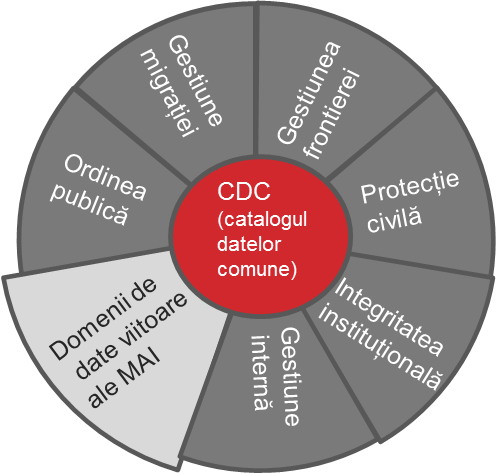 Gestiune
migrației
Gestiunea
frontierei
Protecție
civilă
Integritatea
instituțională
Gestiune
internă
Domenii de
date viitoare
ale MAI
Ordinea
publică
CDC
(catalogul
datelor
comune)